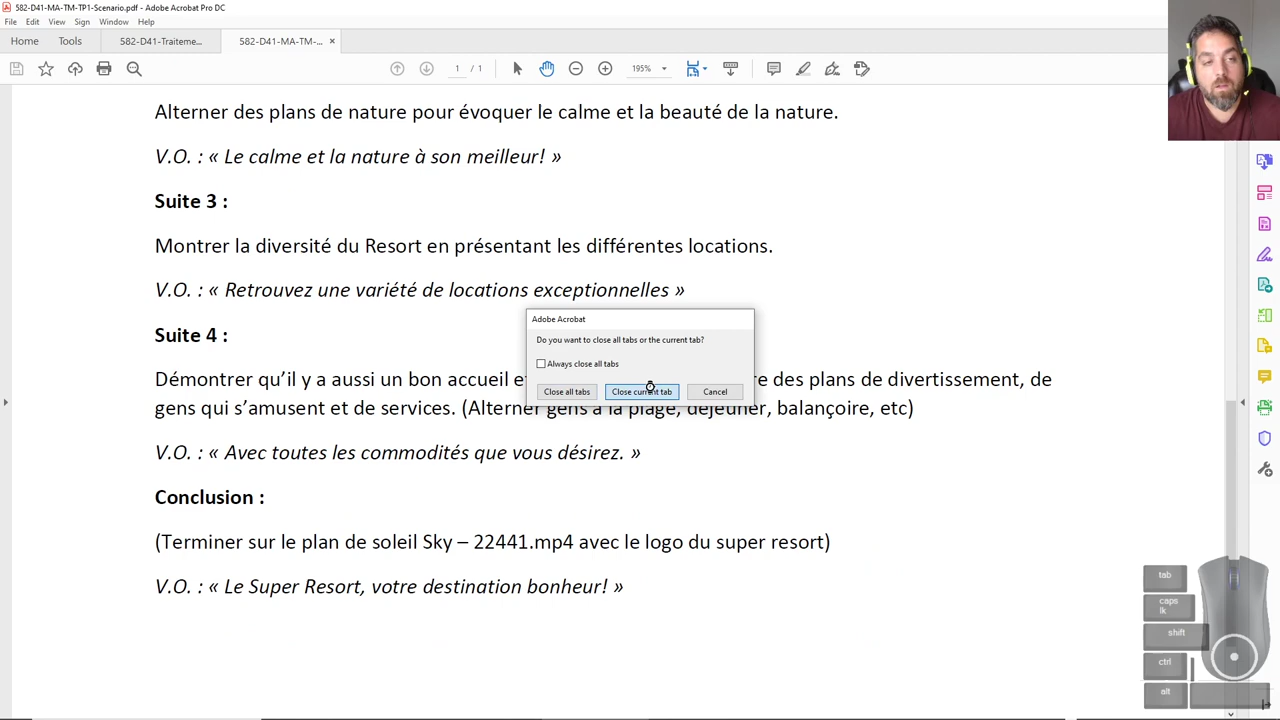 582-D41-MA-TM-TP1-Scenario.pdf - Adobe Acrobat Pro DC
File Edit View Sign Window Help
Home Tools 582-D41-Traiteme... 582-D41-MA-TM-... ×
1 / 1 195%
Alterner des plans de nature pour évoquer le calme et la beauté de la nature.
V.O. : « Le calme et la nature à son meilleur! »
Suite 3 :
Montrer la diversité du Resort en présentant les différentes locations.
V.O. : « Retrouvez une variété de locations exceptionnelles »
Adobe Acrobat
Do you want to close all tabs or the current tab?
Always close all tabs
Close all tabs Close current tab Cancel
Suite 4 :
Démontrer qu’il y a aussi un bon accueil et re des plans de divertissement, de
gens qui s’amusent et de services. (Alterner gens à la plage, déjeuner, balançoire, etc)
V.O. : « Avec toutes les commodités que vous désirez. »
Conclusion :
(Terminer sur le plan de soleil Sky – 22441.mp4 avec le logo du super resort)
V.O. : « Le Super Resort, votre destination bonheur! »
tab
caps
lk
shift
ctrl
alt